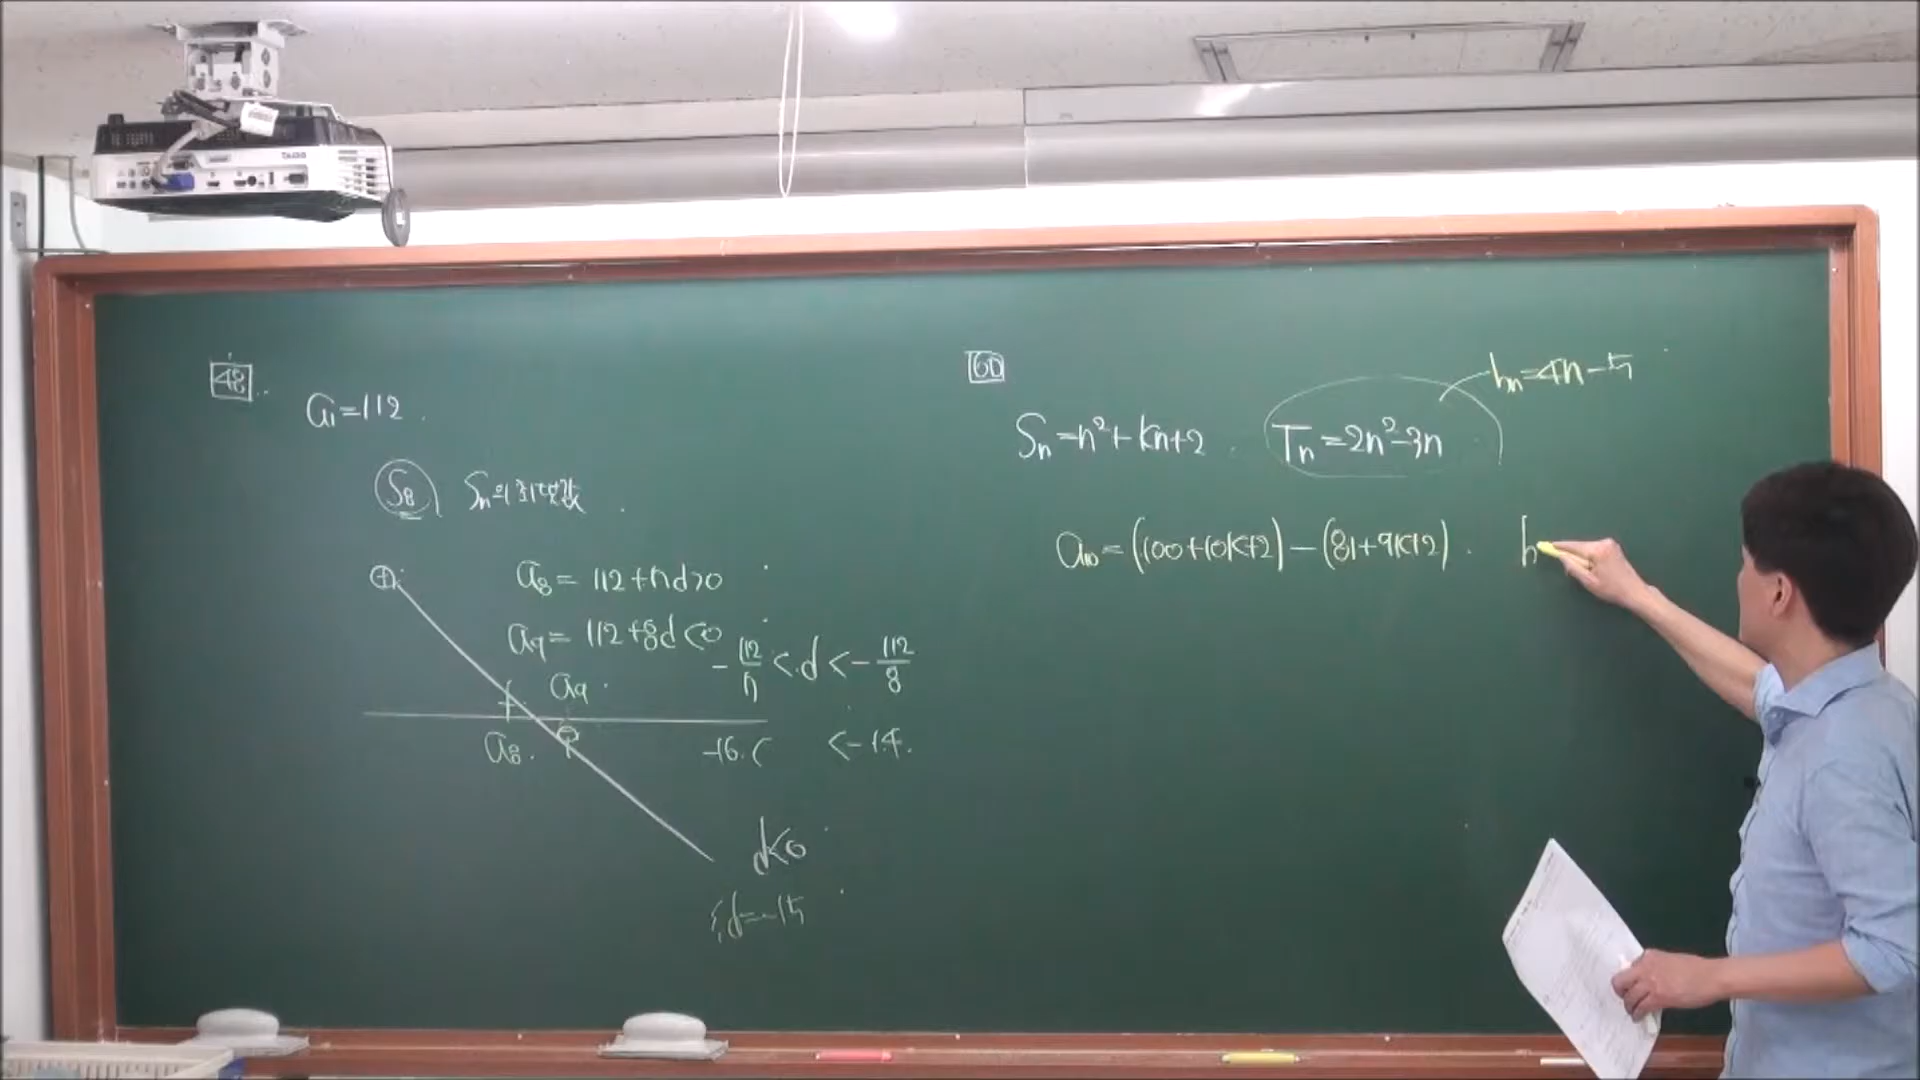 48.
a₁=112
S₈ Sₙ의 최댓값
a₈= 112+7d>0
a₉= 112+8d<0
-112/7 <d< -112/8
a₉
a₈
-16< <-14
d<0
∴d=-15
60
bₙ=4n-5
Sₙ=n²+kn+2 Tₙ=2n²-3n
a₁₀=(100+10k+2)-(81+9k+2)